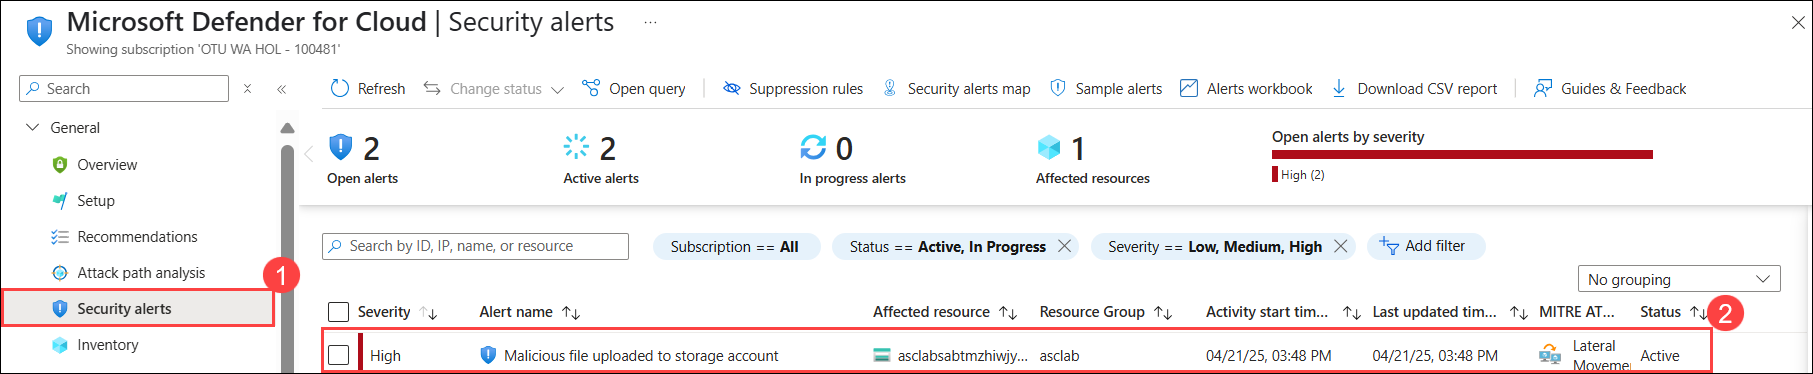 Microsoft Defender for Cloud | Security alerts ...
Showing subscription 'OTU WA HOL - 100481'
Search
Refresh Change status Open query Suppression rules Security alerts map Sample alerts Alerts workbook Download CSV report Guides & Feedback
General
Overview
Setup
Recommendations
Attack path analysis
1
Security alerts
Inventory
2
Open alerts
2
Active alerts
0
In progress alerts
1
Affected resources
Open alerts by severity
High (2)
Search by ID, IP, name, or resource
Subscription == All
Status == Active, In Progress
Severity == Low, Medium, High
Add filter
No grouping
Severity Alert name Affected resource Resource Group Activity start tim... Last updated tim... MITRE AT... Status
2
High Malicious file uploaded to storage account asclabsabtmzhiwjy... asclab 04/21/25, 03:48 PM 04/21/25, 03:48 PM Lateral Active